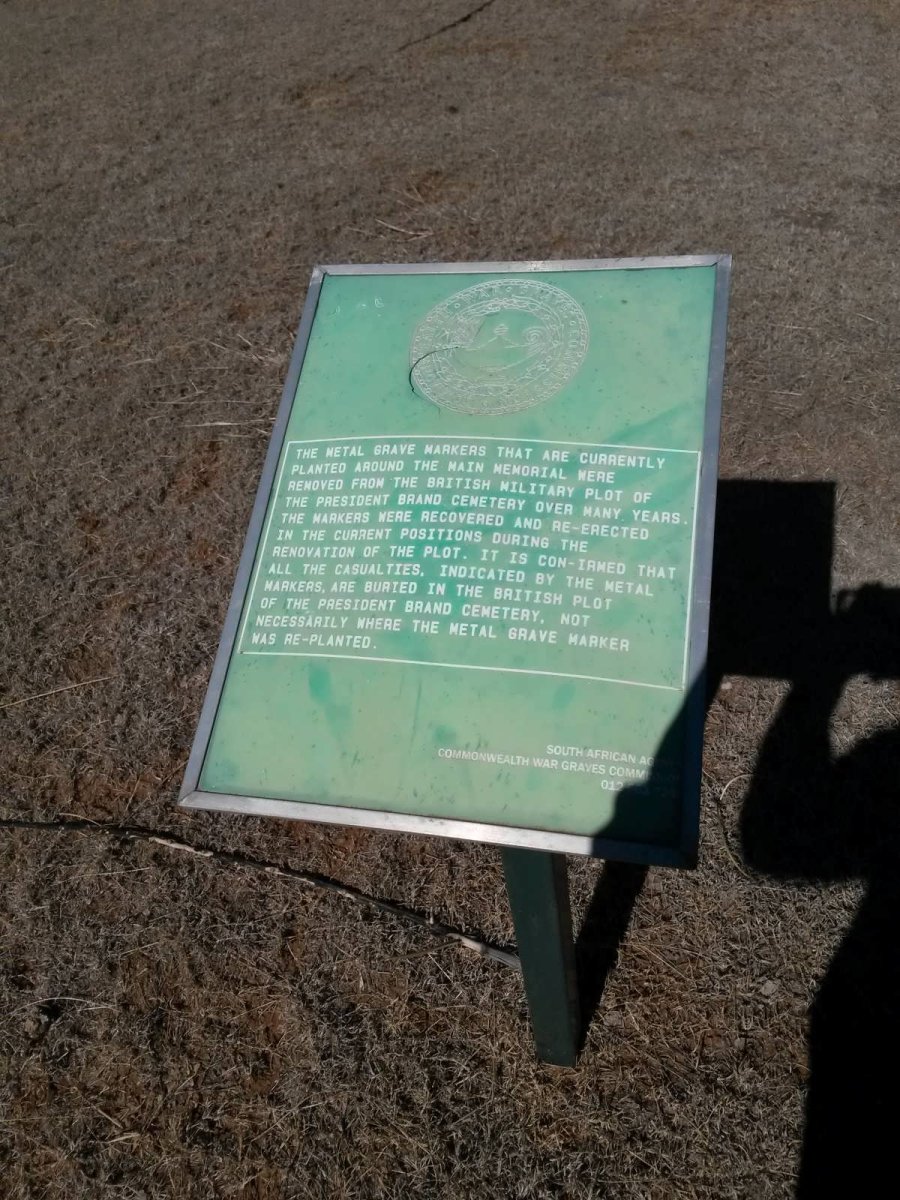 THE METAL GRAVE MARKERS THAT ARE CURRENTLY
PLANTED AROUND THE MAIN MEMORIAL WERE
REMOVED FROM THE BRITISH MILITARY PLOT OF
THE PRESIDENT BRAND CEMETERY OVER MANY YEARS.
THE MARKERS WERE RECOVERED AND RE-ERECTED
IN THE CURRENT POSITIONS DURING THE
RENOVATION OF THE PLOT. IT IS CON-IRMED THAT
ALL THE CASUALTIES, INDICATED BY THE METAL
MARKERS, ARE BURIED IN THE BRITISH PLOT
OF THE PRESIDENT BRAND CEMETERY, NOT
NECESSARILY WHERE THE METAL GRAVE MARKER
WAS RE-PLANTED.
SOUTH AFRICAN
COMMONWEALTH WAR GRAVES